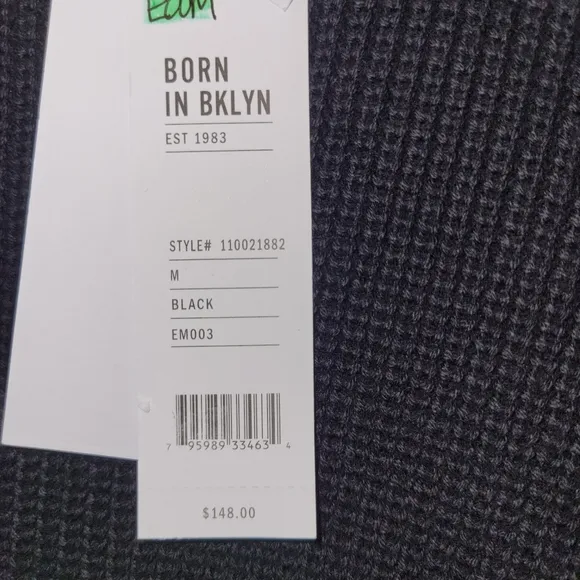 BORN
IN BKLYN
EST 1983
STYLE# 110021882
M
BLACK
EM003
7 95989 33463 4
$148.00